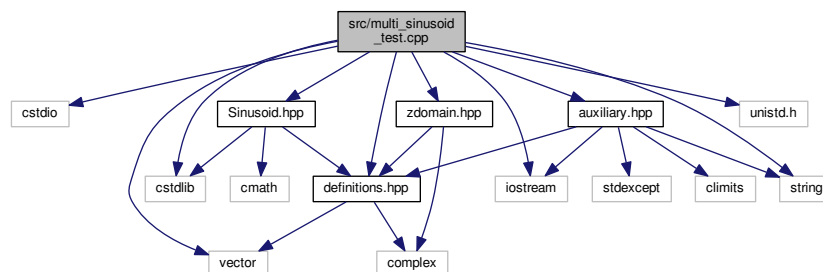 src/multi_sinusoid
_test.cpp
cstdio
Sinusoid.hpp
zdomain.hpp
auxiliary.hpp
unistd.h
cstdlib
cmath
definitions.hpp
iostream
stdexcept
climits
string
vector
complex